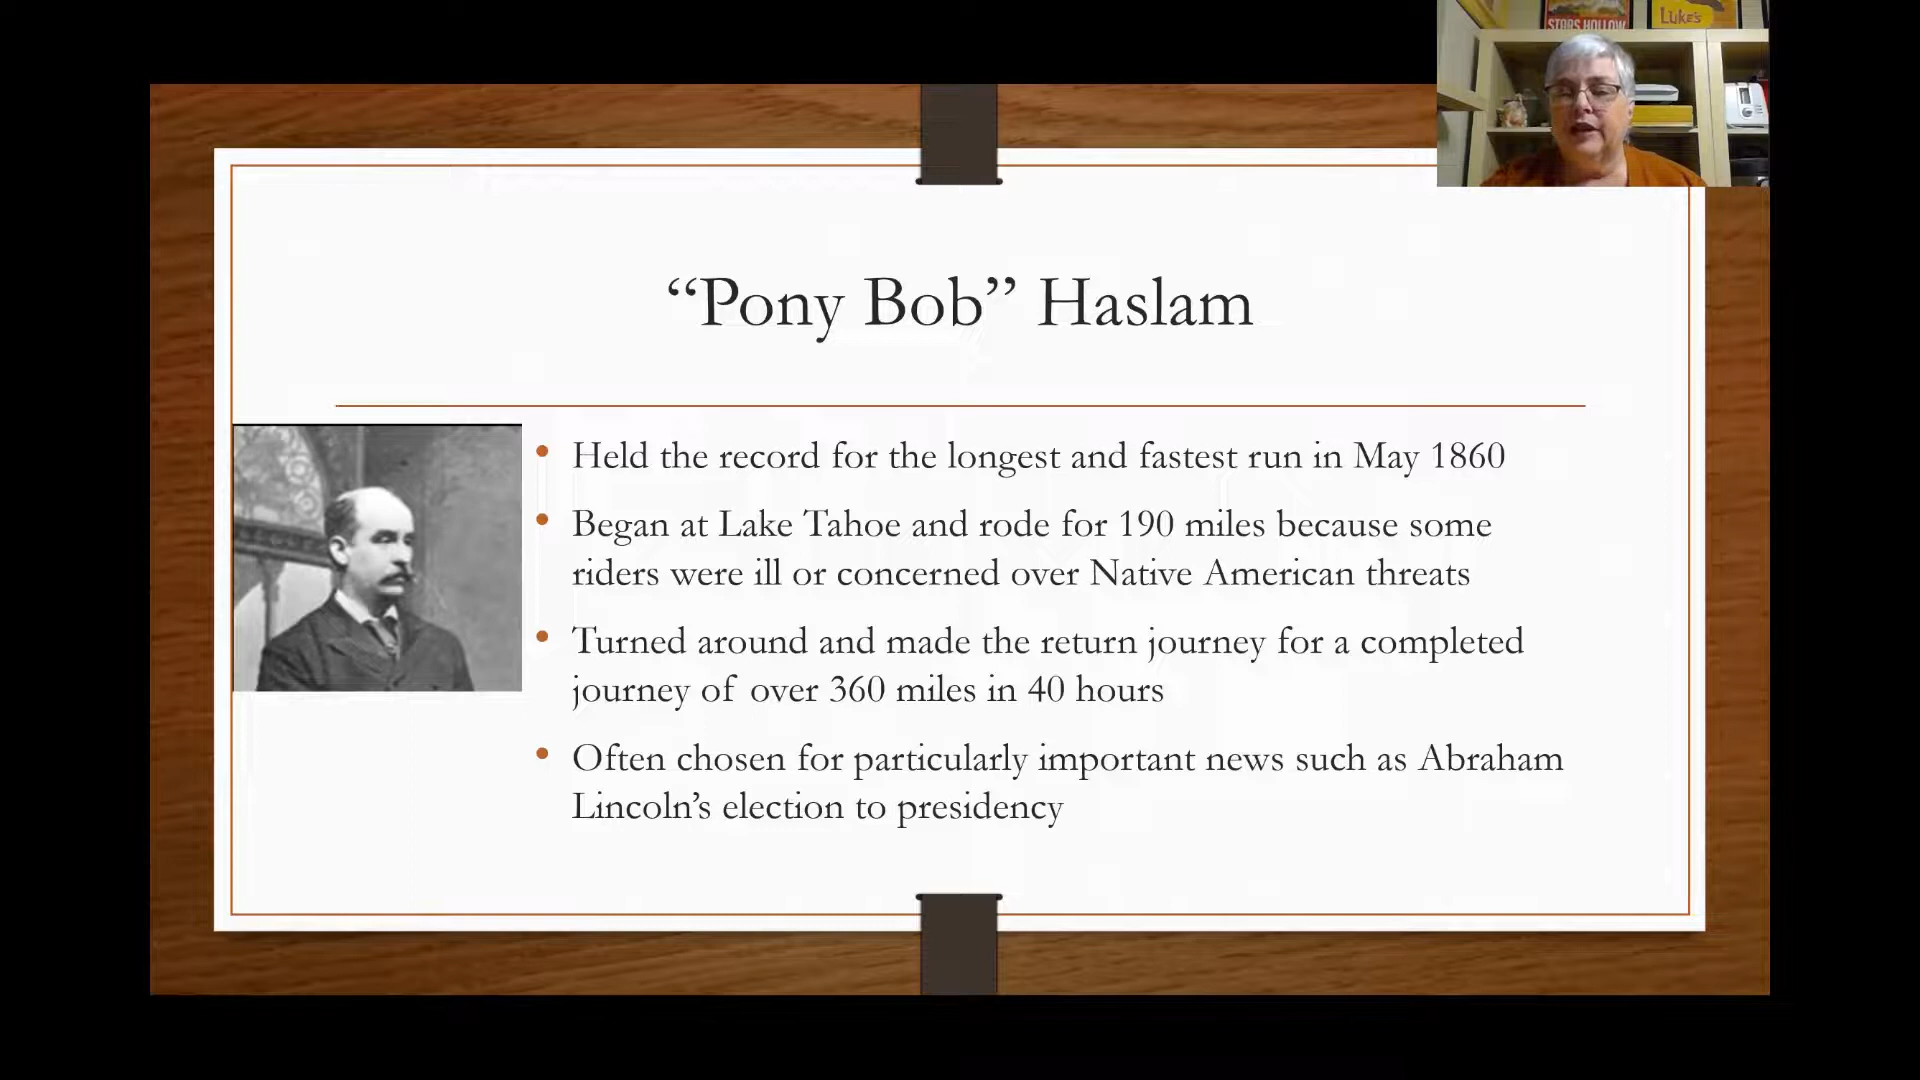 STARS HOLLOW
LUKE'S
“Pony Bob” Haslam
• Held the record for the longest and fastest run in May 1860
• Began at Lake Tahoe and rode for 190 miles because some
riders were ill or concerned over Native American threats
• Turned around and made the return journey for a completed
journey of over 360 miles in 40 hours
• Often chosen for particularly important news such as Abraham
Lincoln’s election to presidency